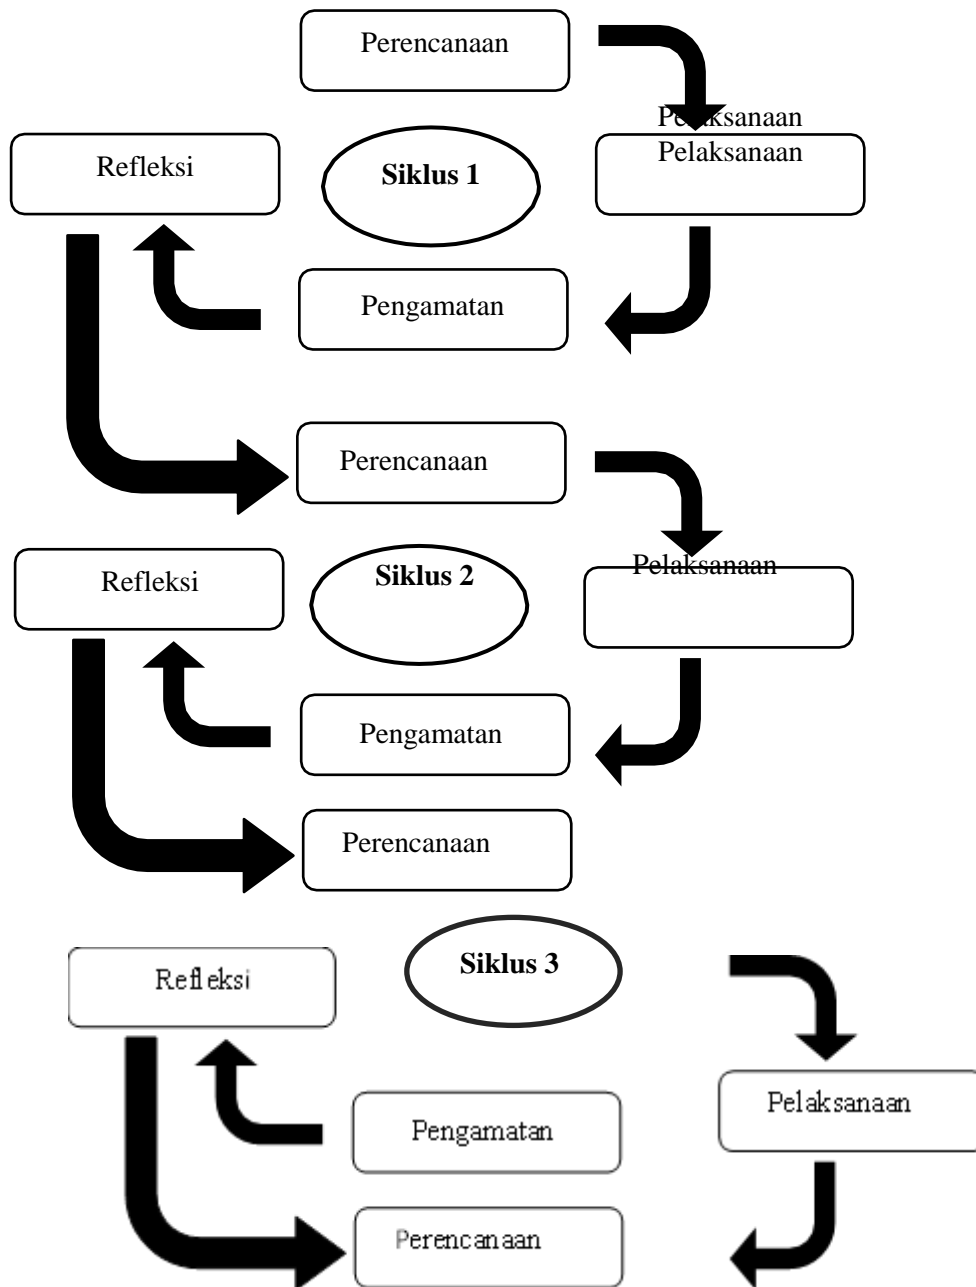 Perencanaan
Pelaksanaan
Pelaksanaan
Refleksi
Siklus 1
Pengamatan
Perencanaan
Pelaksanaan
Refleksi
Siklus 2
Pengamatan
Perencanaan
Siklus 3
Refleksi
Pelaksanaan
Pengamatan
Perencanaan